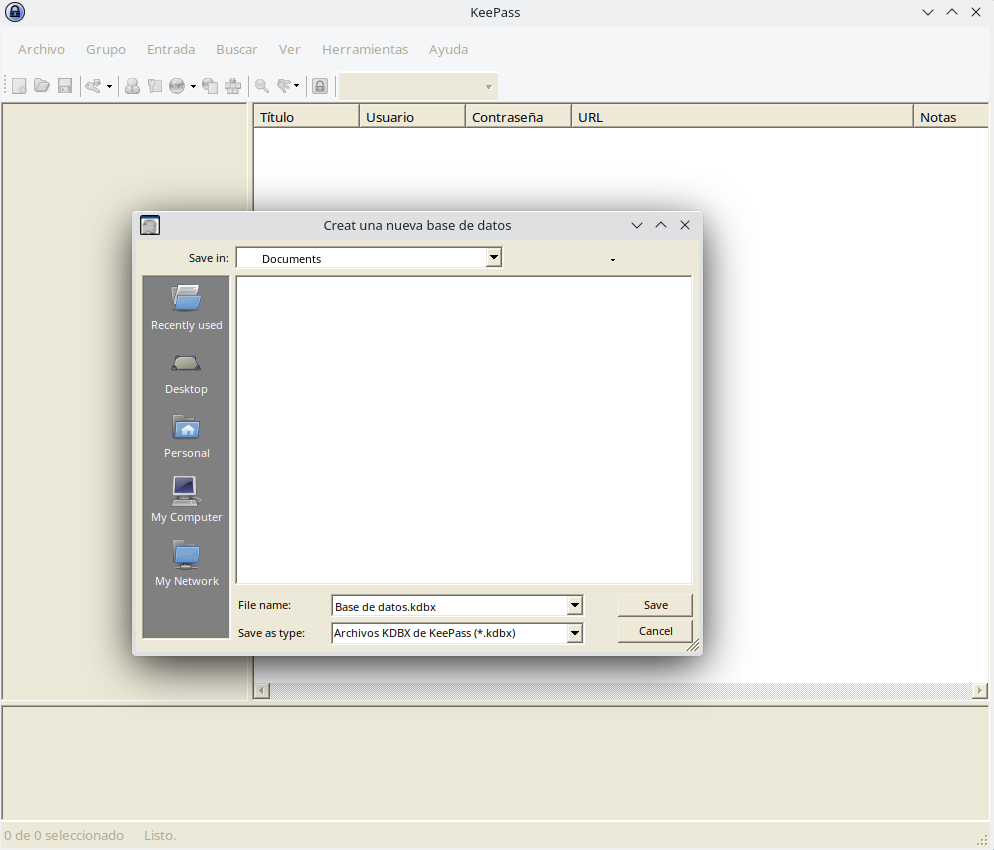 KeePass
Archivo Grupo Entrada Buscar Ver Herramientas Ayuda
Título Usuario Contraseña URL Notas
Creat una nueva base de datos
Save in: Documents
Recently used
Desktop
Personal
My Computer
My Network
File name: Base de datos.kdbx Save
Save as type: Archivos KDBX de KeePass (*.kdbx) Cancel
0 de 0 seleccionado Listo.